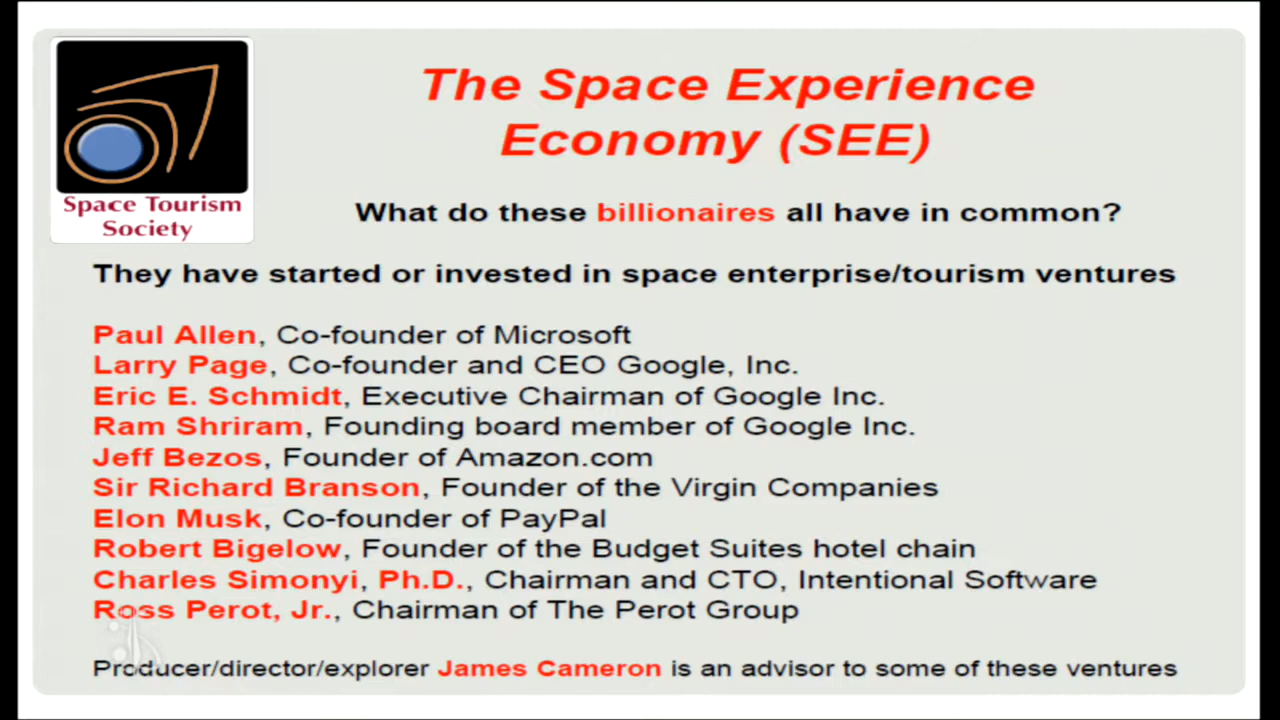 The Space Experience
Economy (SEE)
Space Tourism
Society
What do these billionaires all have in common?
They have started or invested in space enterprise/tourism ventures
Paul Allen, Co-founder of Microsoft
Larry Page, Co-founder and CEO Google, Inc.
Eric E. Schmidt, Executive Chairman of Google Inc.
Ram Shriram, Founding board member of Google Inc.
Jeff Bezos, Founder of Amazon.com
Sir Richard Branson, Founder of the Virgin Companies
Elon Musk, Co-founder of PayPal
Robert Bigelow, Founder of the Budget Suites hotel chain
Charles Simonyi, Ph.D., Chairman and CTO, Intentional Software
Ross Perot, Jr., Chairman of The Perot Group
Producer/director/explorer James Cameron is an advisor to some of these ventures